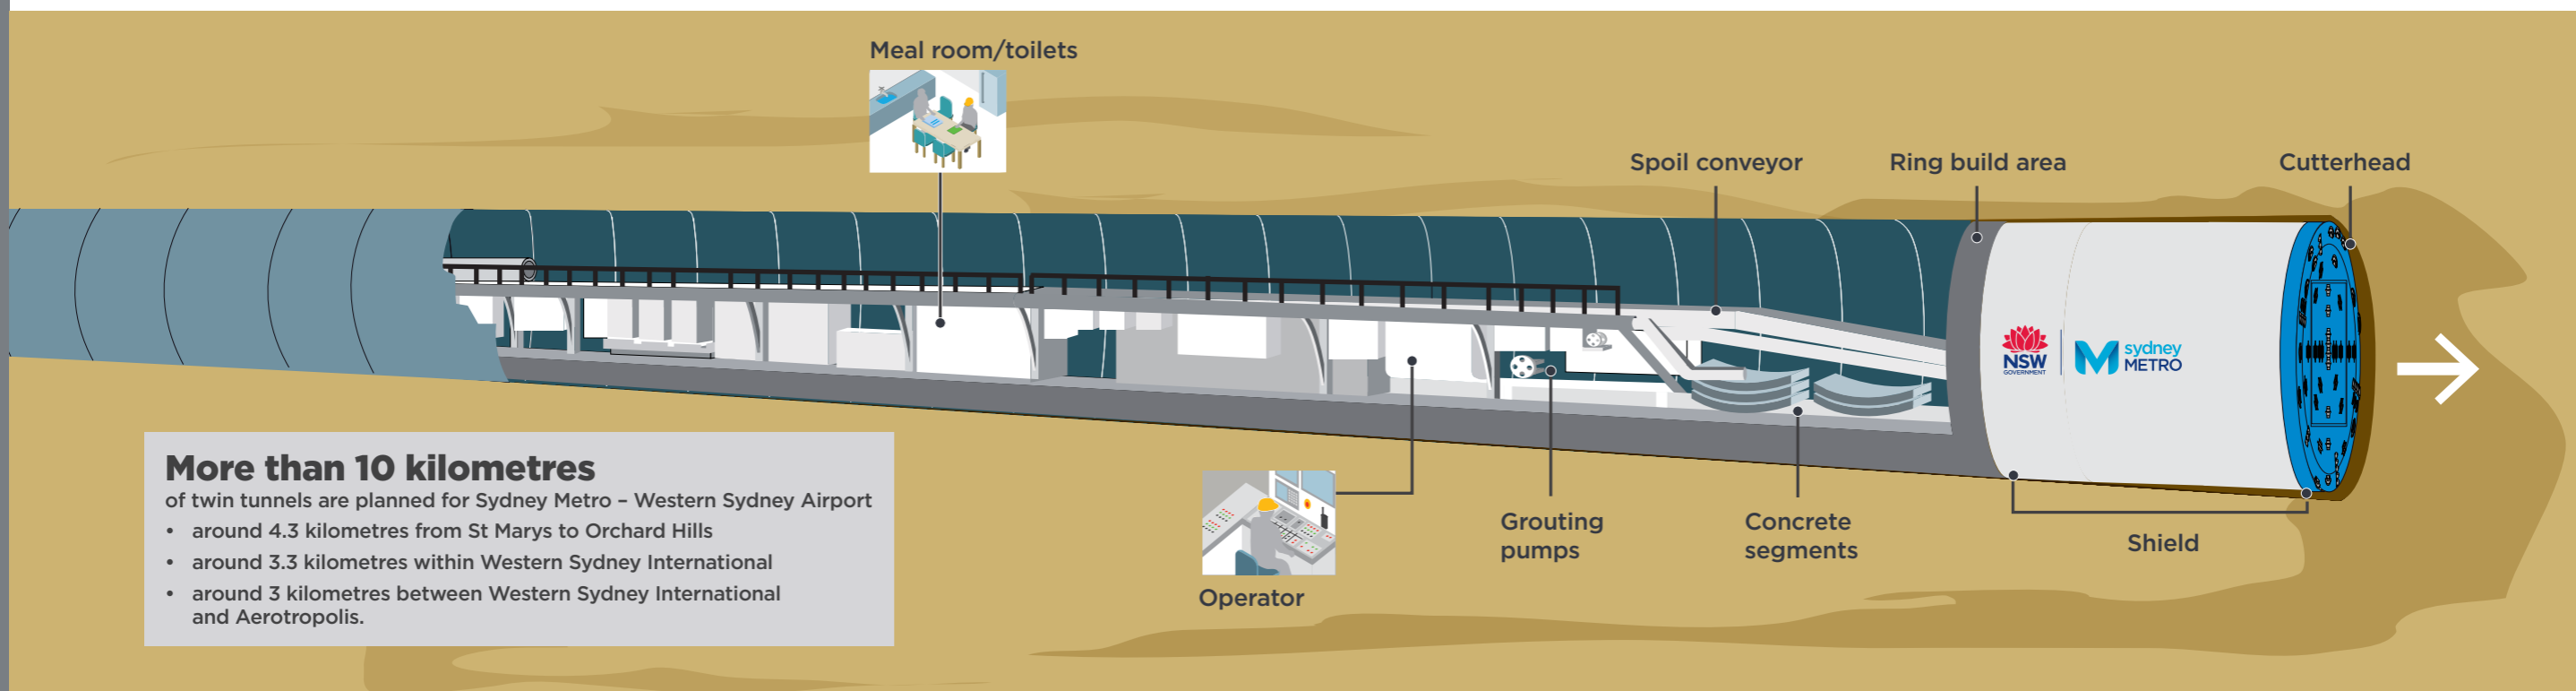 Meal room/toilets
Spoil conveyor
Ring build area
Cutterhead
NSW
GOVERNMENT
sydney
METRO
More than 10 kilometres
of twin tunnels are planned for Sydney Metro – Western Sydney Airport
• around 4.3 kilometres from St Marys to Orchard Hills
• around 3.3 kilometres within Western Sydney International
• around 3 kilometres between Western Sydney International
and Aerotropolis.
Operator
Grouting
pumps
Concrete
segments
Shield